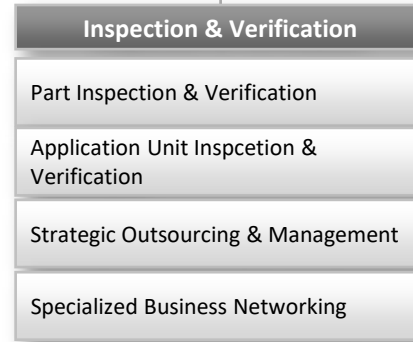 Inspection & Verification
Part Inspection & Verification
Application Unit Inspcetion &
Verification
Strategic Outsourcing & Management
Specialized Business Networking